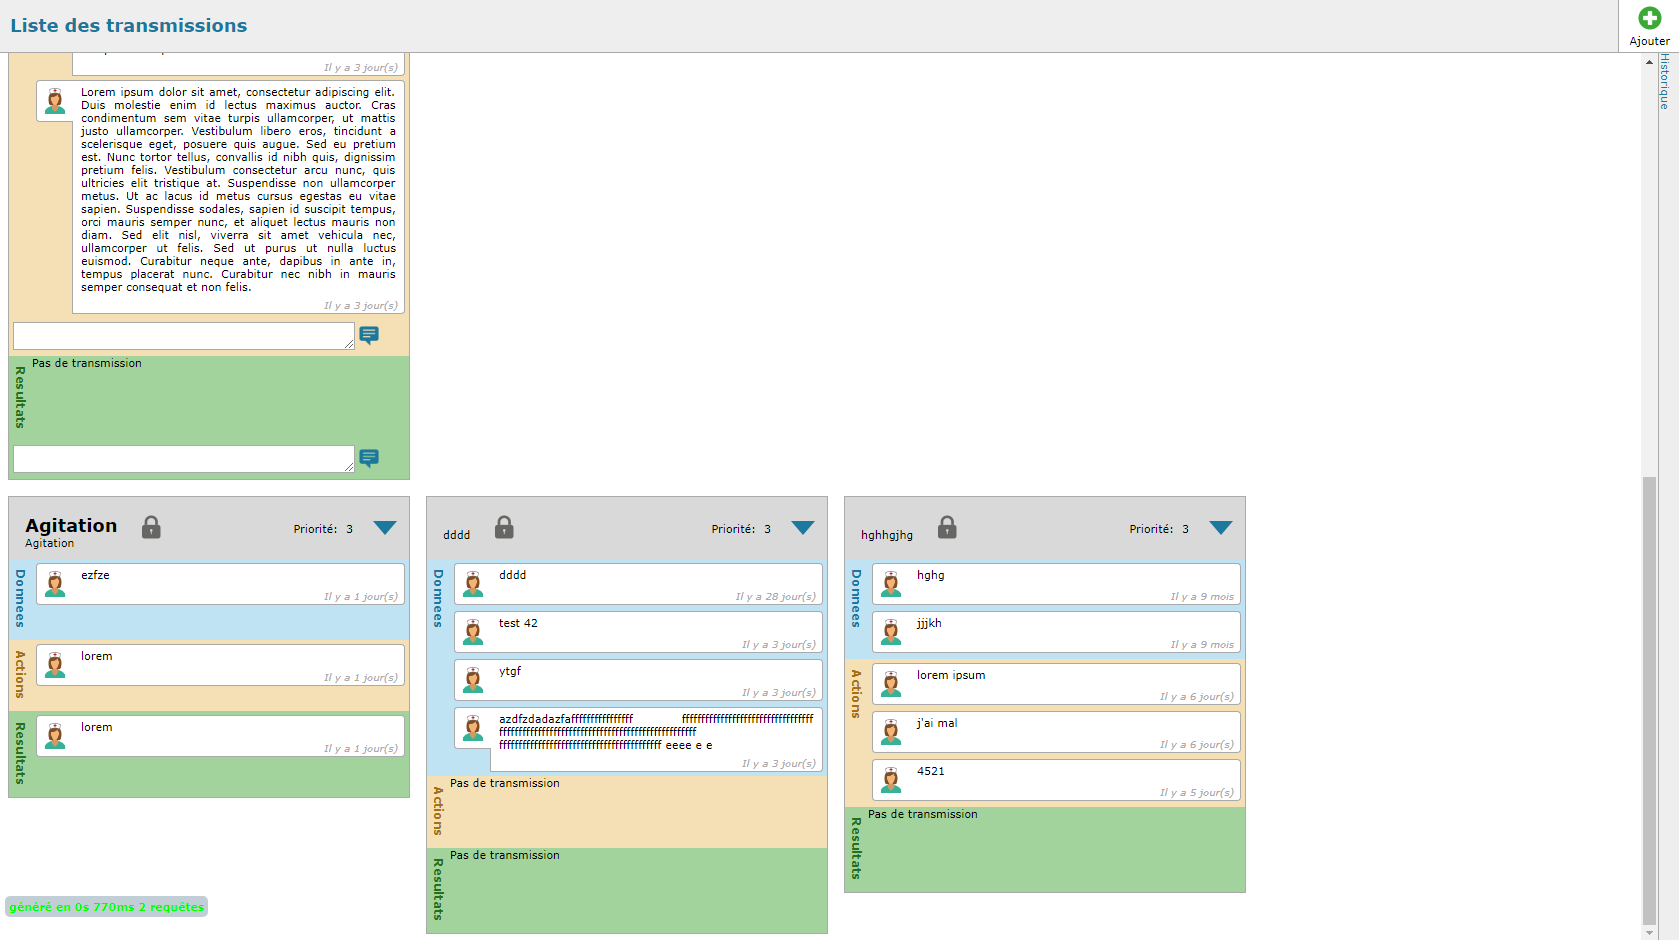 Liste des transmissions
Ajouter
Historique
Il y a 3 jour(s)
Lorem ipsum dolor sit amet, consectetur adipiscing elit.
Duis molestie enim id lectus maximus auctor. Cras
condimentum sem vitae turpis ullamcorper, ut mattis
justo ullamcorper. Vestibulum libero eros, tincidunt a
scelerisque eget, posuere quis augue. Sed eu pretium
est. Nunc tortor tellus, convallis id nibh quis, dignissim
pretium felis. Vestibulum consectetur arcu nunc, quis
ultricies elit tristique at. Suspendisse non ullamcorper
metus. Ut ac lacus id metus cursus egestas eu vitae
sapien. Suspendisse sodales, sapien id suscipit tempus,
orci mauris semper nunc, et aliquet lectus mauris non
diam. Sed elit nisl, viverra sit amet vehicula nec,
ullamcorper ut felis. Sed ut purus ut nulla luctus
euismod. Curabitur neque ante, dapibus in ante in,
tempus placerat nunc. Curabitur nec nibh in mauris
semper consequat et non felis.
Il y a 3 jour(s)
Resultats
Pas de transmission
Agitation
Agitation
Priorité: 3
Donnees
ezfze
Il y a 1 jour(s)
Actions
lorem
Il y a 1 jour(s)
Resultats
lorem
Il y a 1 jour(s)
dddd
Priorité: 3
Donnees
dddd
Il y a 28 jour(s)
test 42
Il y a 3 jour(s)
ytgf
Il y a 3 jour(s)
eeee e e
Il y a 3 jour(s)
Actions
Pas de transmission
Resultats
Pas de transmission
hghhgjhg
Priorité: 3
Donnees
hghg
Il y a 9 mois
jjjkh
Il y a 9 mois
Actions
lorem ipsum
Il y a 6 jour(s)
j'ai mal
Il y a 6 jour(s)
4521
Il y a 5 jour(s)
Resultats
Pas de transmission
généré en 0s 770ms 2 requêtes